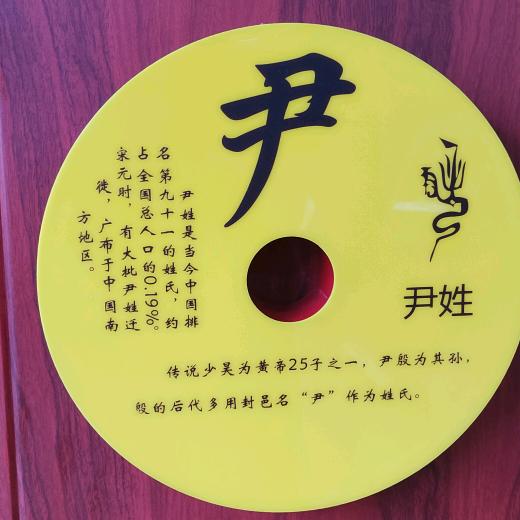 尹
尹姓是当今中国排
名第九十一的姓氏，约
占全国总人口的0.19%。
宋元时，有大批尹姓迁
徙，广布于中国南
方地区。
尹姓
传说少昊为黄帝25子之一，尹殷为其孙，
殷的后代多用封邑名“尹”作为姓氏。